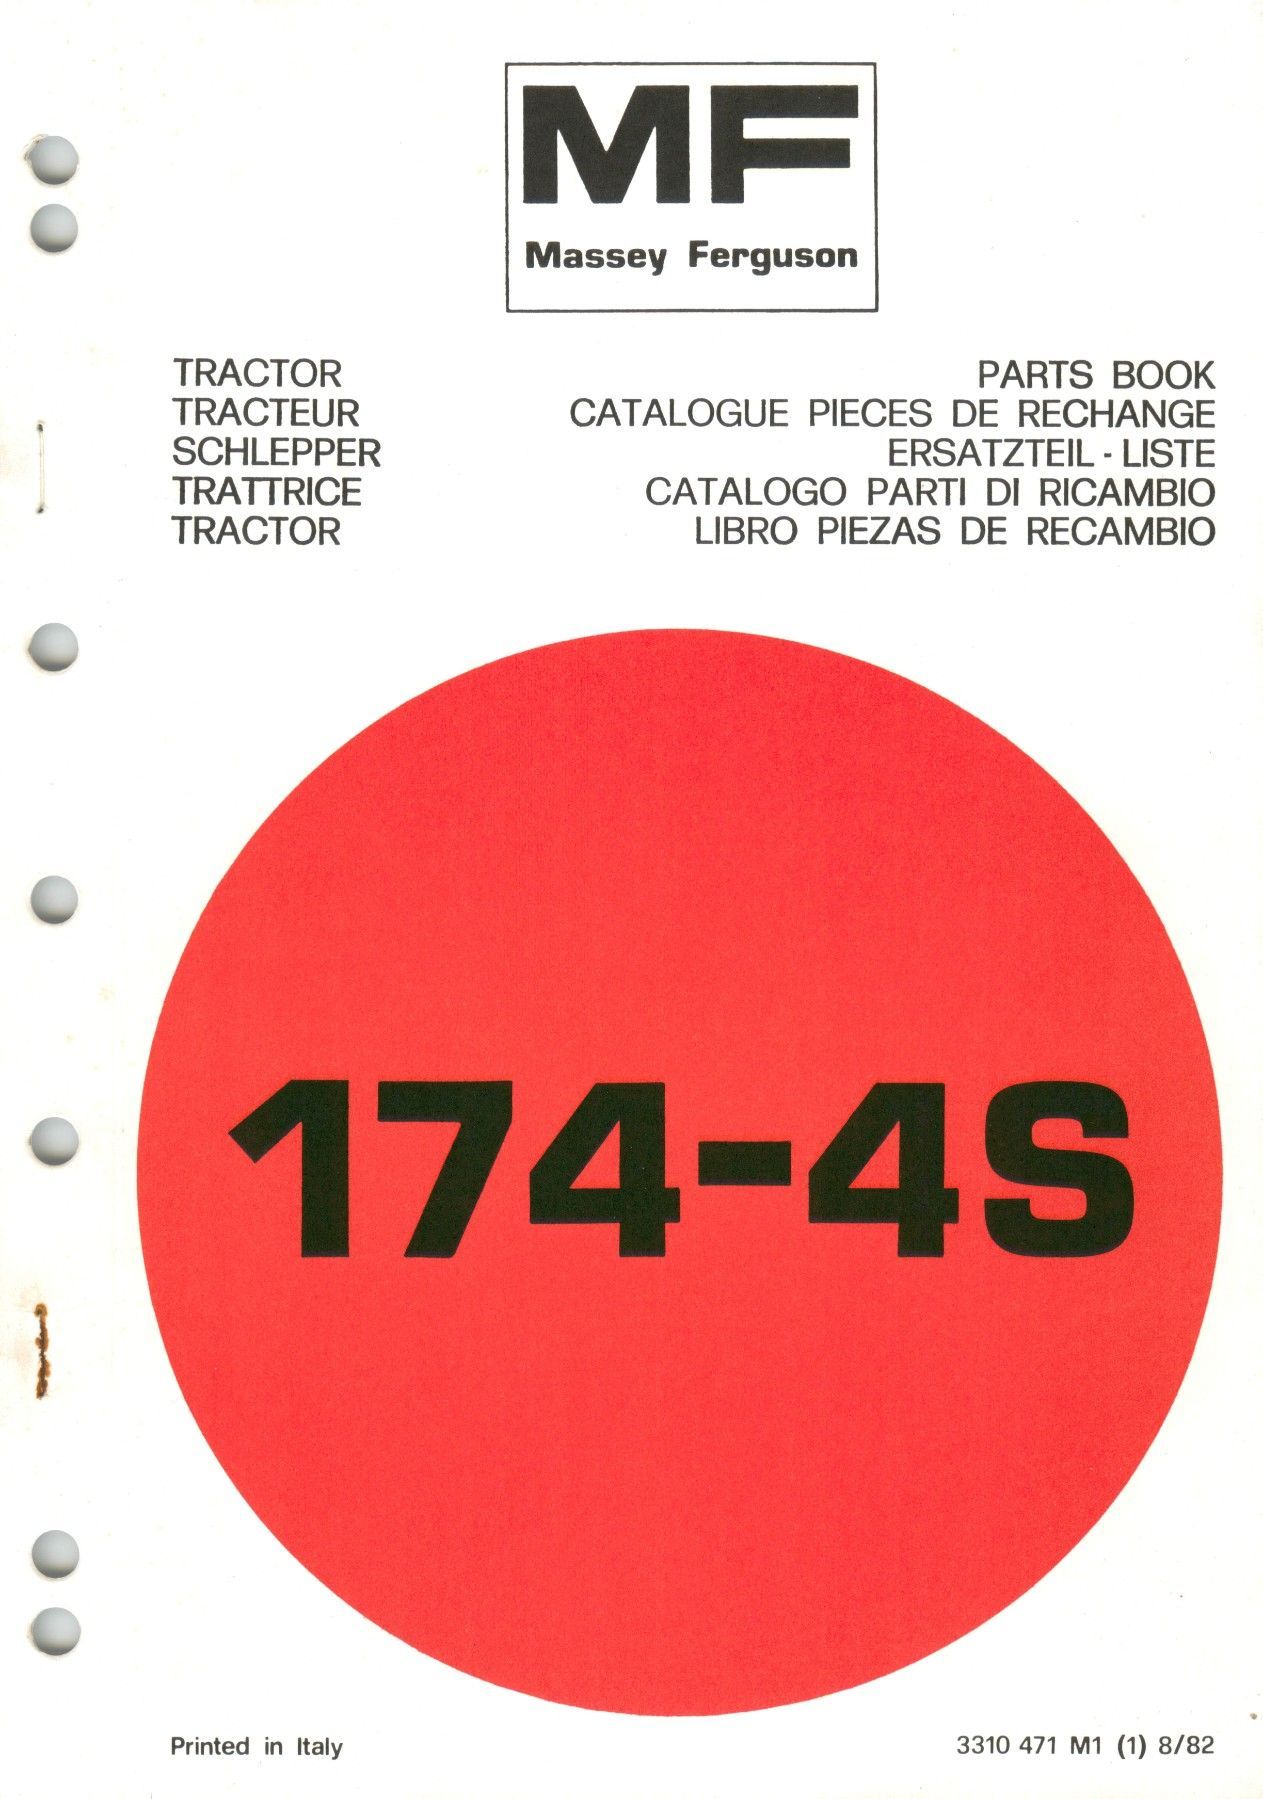 MF
Massey Ferguson
TRACTOR PARTS BOOK
TRACTEUR CATALOGUE PIECES DE RECHANGE
SCHLEPPER ERSATZTEIL - LISTE
TRATTRICE CATALOGO PARTI DI RICAMBIO
TRACTOR LIBRO PIEZAS DE RECAMBIO
174-4S
Printed in Italy 3310 471 M1 (1) 8/82